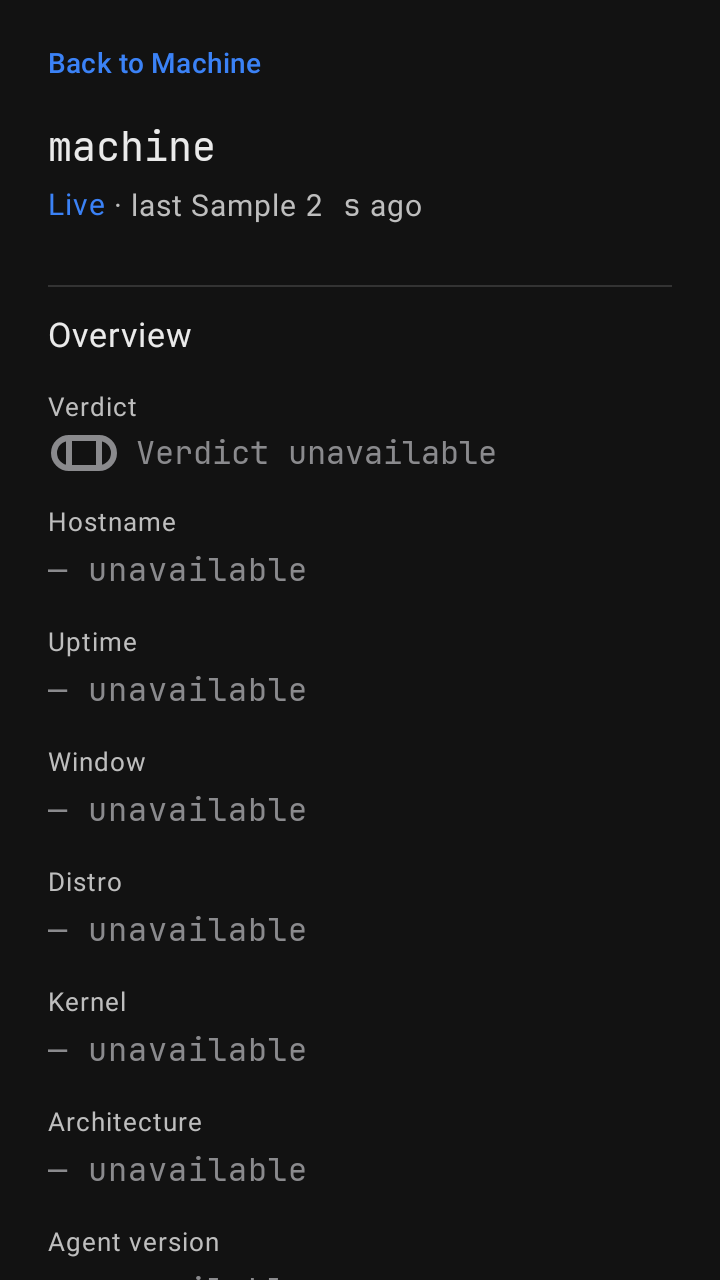 Back to Machine
machine
Live · last Sample 2 s ago
Overview
Verdict
Verdict unavailable
Hostname
— unavailable
Uptime
— unavailable
Window
— unavailable
Distro
— unavailable
Kernel
— unavailable
Architecture
— unavailable
Agent version